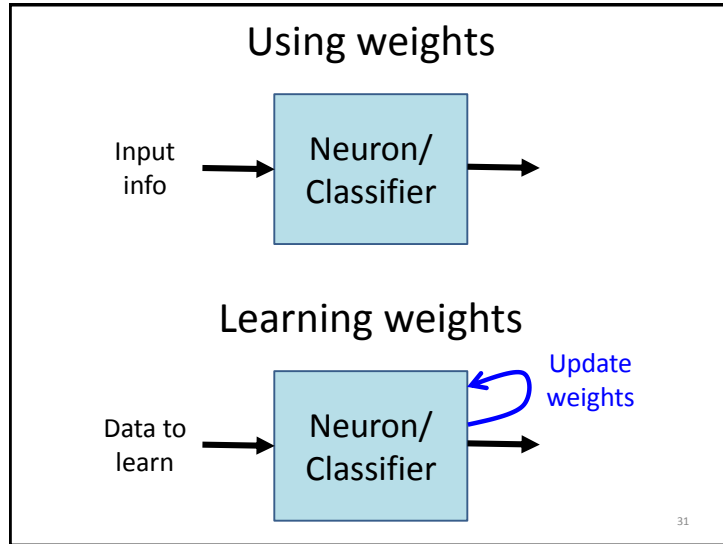 Using weights
Input
info
Neuron/
Classifier
Learning weights
Update
weights
Data to
learn
Neuron/
Classifier
31